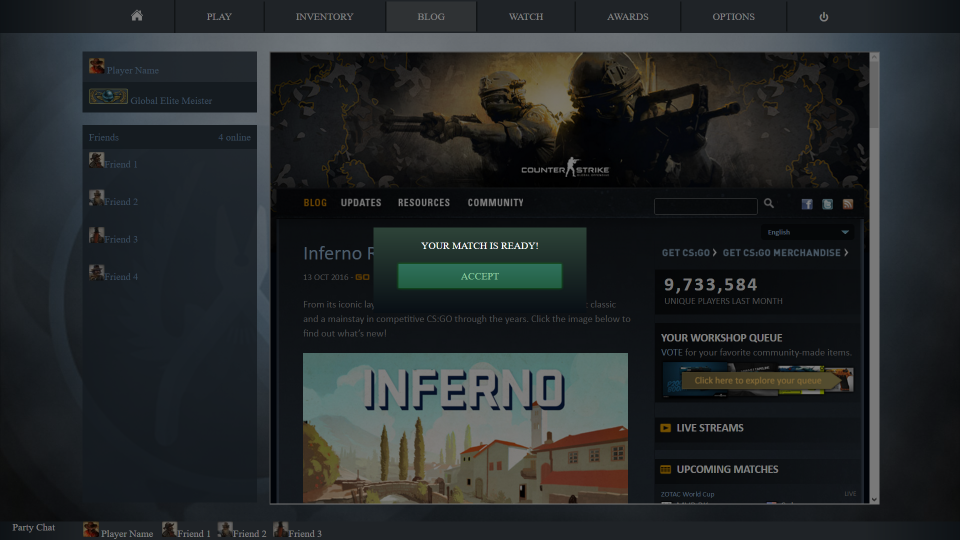 PLAY INVENTORY BLOG WATCH AWARDS OPTIONS
Player Name
Global Elite Meister
Friends 4 online
Friend 1
Friend 2
Friend 3
Friend 4
COUNTER STRIKE
BLOG UPDATES RESOURCES COMMUNITY
English
YOUR MATCH IS READY!
ACCEPT
Inferno
13 OCT 2016 - GO
From its iconic classic
and a mainstay in competitive CS:GO through the years. Click the image below to
find out what's new!
INFERNO
GET CS:GO GET CS:GO MERCHANDISE
9,733,584
UNIQUE PLAYERS LAST MONTH
YOUR WORKSHOP QUEUE
VOTE for your favorite community-made items.
Click here to explore your queue
LIVE STREAMS
UPCOMING MATCHES
ZOTAC World Cup LIVE
Party Chat Player Name Friend 1 Friend 2 Friend 3